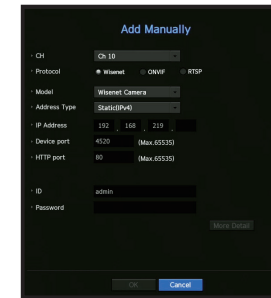 Add Manually
CH Ch 10
Protocol Wisenet ONVIF RTSP
Model Wisenet Camera
Address Type Static(IPv4)
IP Address 192 . 168 . 219 .
Device port 4520 (Max.65535)
HTTP port 80 (Max.65535)
ID admin
Password
More Detail
OK Cancel